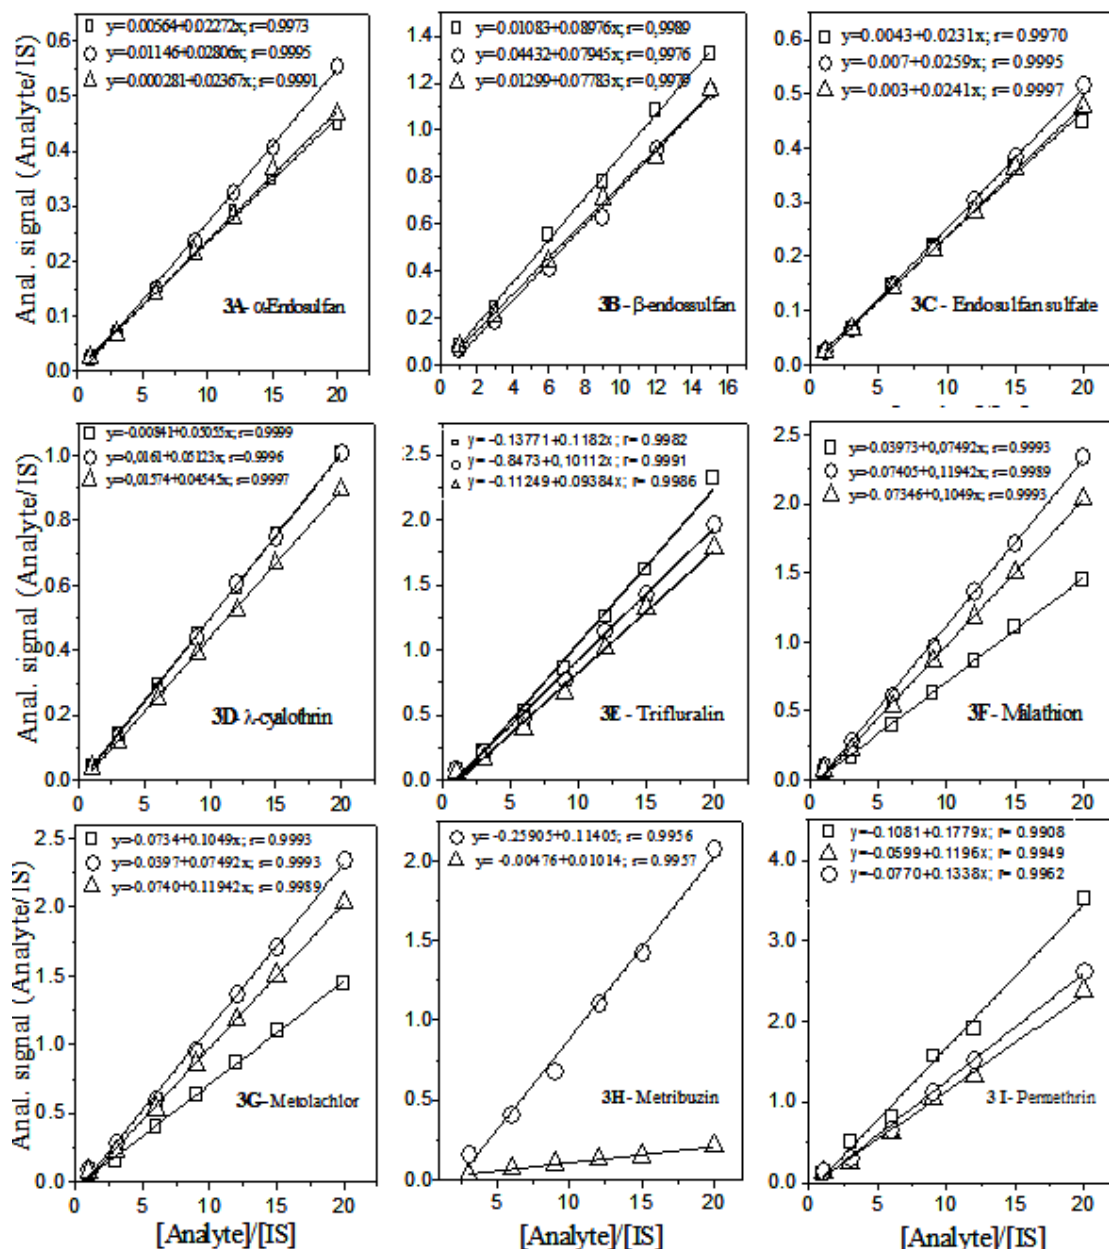 y=0.00564+0.02272x; r=0.9973
y=-0.01146+0.02806x; r=0.9995
y=-0.000281+0.02367x; r=0.9991
0.6
0.5
0.4
0.3
0.2
0.1
0.0
0 5 10 15 20
3A- α-Endosulfan
Anal. signal (Analyte/IS)
y=0.01083+0.08976x; r=0,9989
y=-0.04432+0.07945x; r=0,9976
y=-0.01299+0.07783x; r=0,9979
1.4
1.2
1.0
0.8
0.6
0.4
0.2
0.0
0 2 4 6 8 10 12 14 16
3B - β-endossulfan
y=0.0043+0.0231x; r= 0.9970
y=-0.007+0.0259x; r=0.9995
y=-0.003+0.0241x; r=0.9997
0.6
0.5
0.4
0.3
0.2
0.1
0.0
0 5 10 15 20
3C - Endosulfan sulfate
y=-0.00841+0.05055x; r=0.9999
y=-0,0161+0.05123x; r=0.9996
y=-0,01574+0.04545x; r=0.9997
1.0
0.8
0.6
0.4
0.2
0.0
0 5 10 15 20
3D- λ-cyalothrin
Anal. signal (Analyte/IS)
y= -0.13771+0.1182x; r= 0.9982
y= -0.8473+0,10112x; r= 0.9991
y= -0.11249+0.09384x; r= 0.9986
2.5
2.0
1.5
1.0
0.5
0.0
0 5 10 15 20
3E - Trifluralin
y=-0.03973+0,07492x; r=0.9993
y=-0.07405+0,11942x; r=0.9989
y=-0.07346+0,1049x; r=0.9993
2.5
2.0
1.5
1.0
0.5
0.0
0 5 10 15 20
3F- Malathion
y=-0.0734+0.1049x; r=0.9993
y=-0.0397+0.07492x; r=0.9993
y=-0.0740+0.11942x; r=0.9989
2.5
2.0
1.5
1.0
0.5
0.0
0 5 10 15 20
3G- Metolachlor
Anal. signal (Analyte/IS)
[Analyte]/[IS]
y= -0.25905+0.11405; r= 0.9956
y= -0.00476+0.01014; r=0.9957
2.0
1.5
1.0
0.5
0.0
5 10 15 20
3H- Metribuzin
[Analyte]/[IS]
y=-0.1081+0.1779x; r= 0.9908
y=-0.0599+0.1196x; r= 0.9949
y=-0.0770+0.1338x; r= 0.9962
4.0
3.0
2.0
1.0
0.0
0 5 10 15 20
3 I- Permethrin
[Analyte]/[IS]